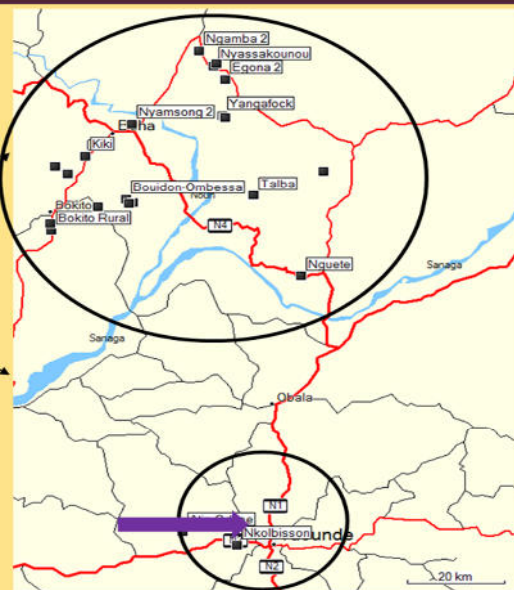 Ngamba 2
Nyassakounou
Egona 2
Yangafock
Nyamsong 2
Kiki
Bouidon-Ombessa
Talba
Noun
Bokito
Bokito Rural
N4
Nguete
Sanaga
Sanaga
Obala
N1
Nkolbisson
N2
20 km